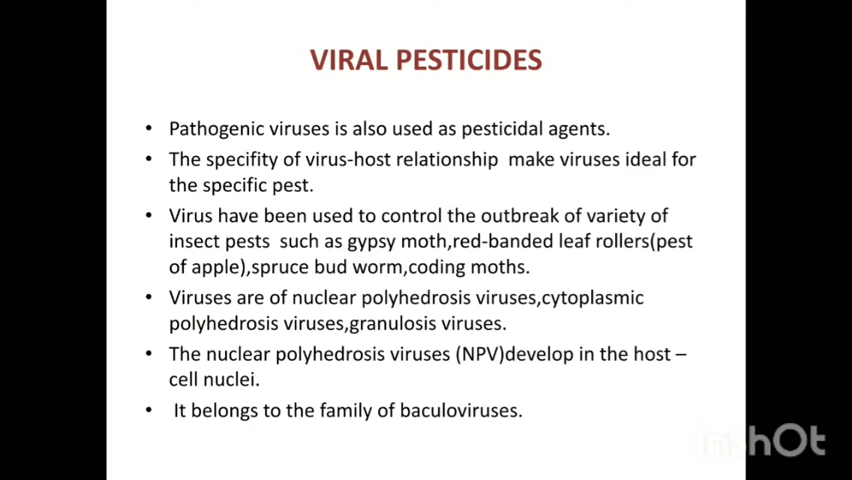 VIRAL PESTICIDES
• Pathogenic viruses is also used as pesticidal agents.
• The specifity of virus-host relationship make viruses ideal for
the specific pest.
• Virus have been used to control the outbreak of variety of
insect pests such as gypsy moth,red-banded leaf rollers(pest
of apple),spruce bud worm,coding moths.
• Viruses are of nuclear polyhedrosis viruses,cytoplasmic
polyhedrosis viruses,granulosis viruses.
• The nuclear polyhedrosis viruses (NPV)develop in the host –
cell nuclei.
• It belongs to the family of baculoviruses.
InshOt